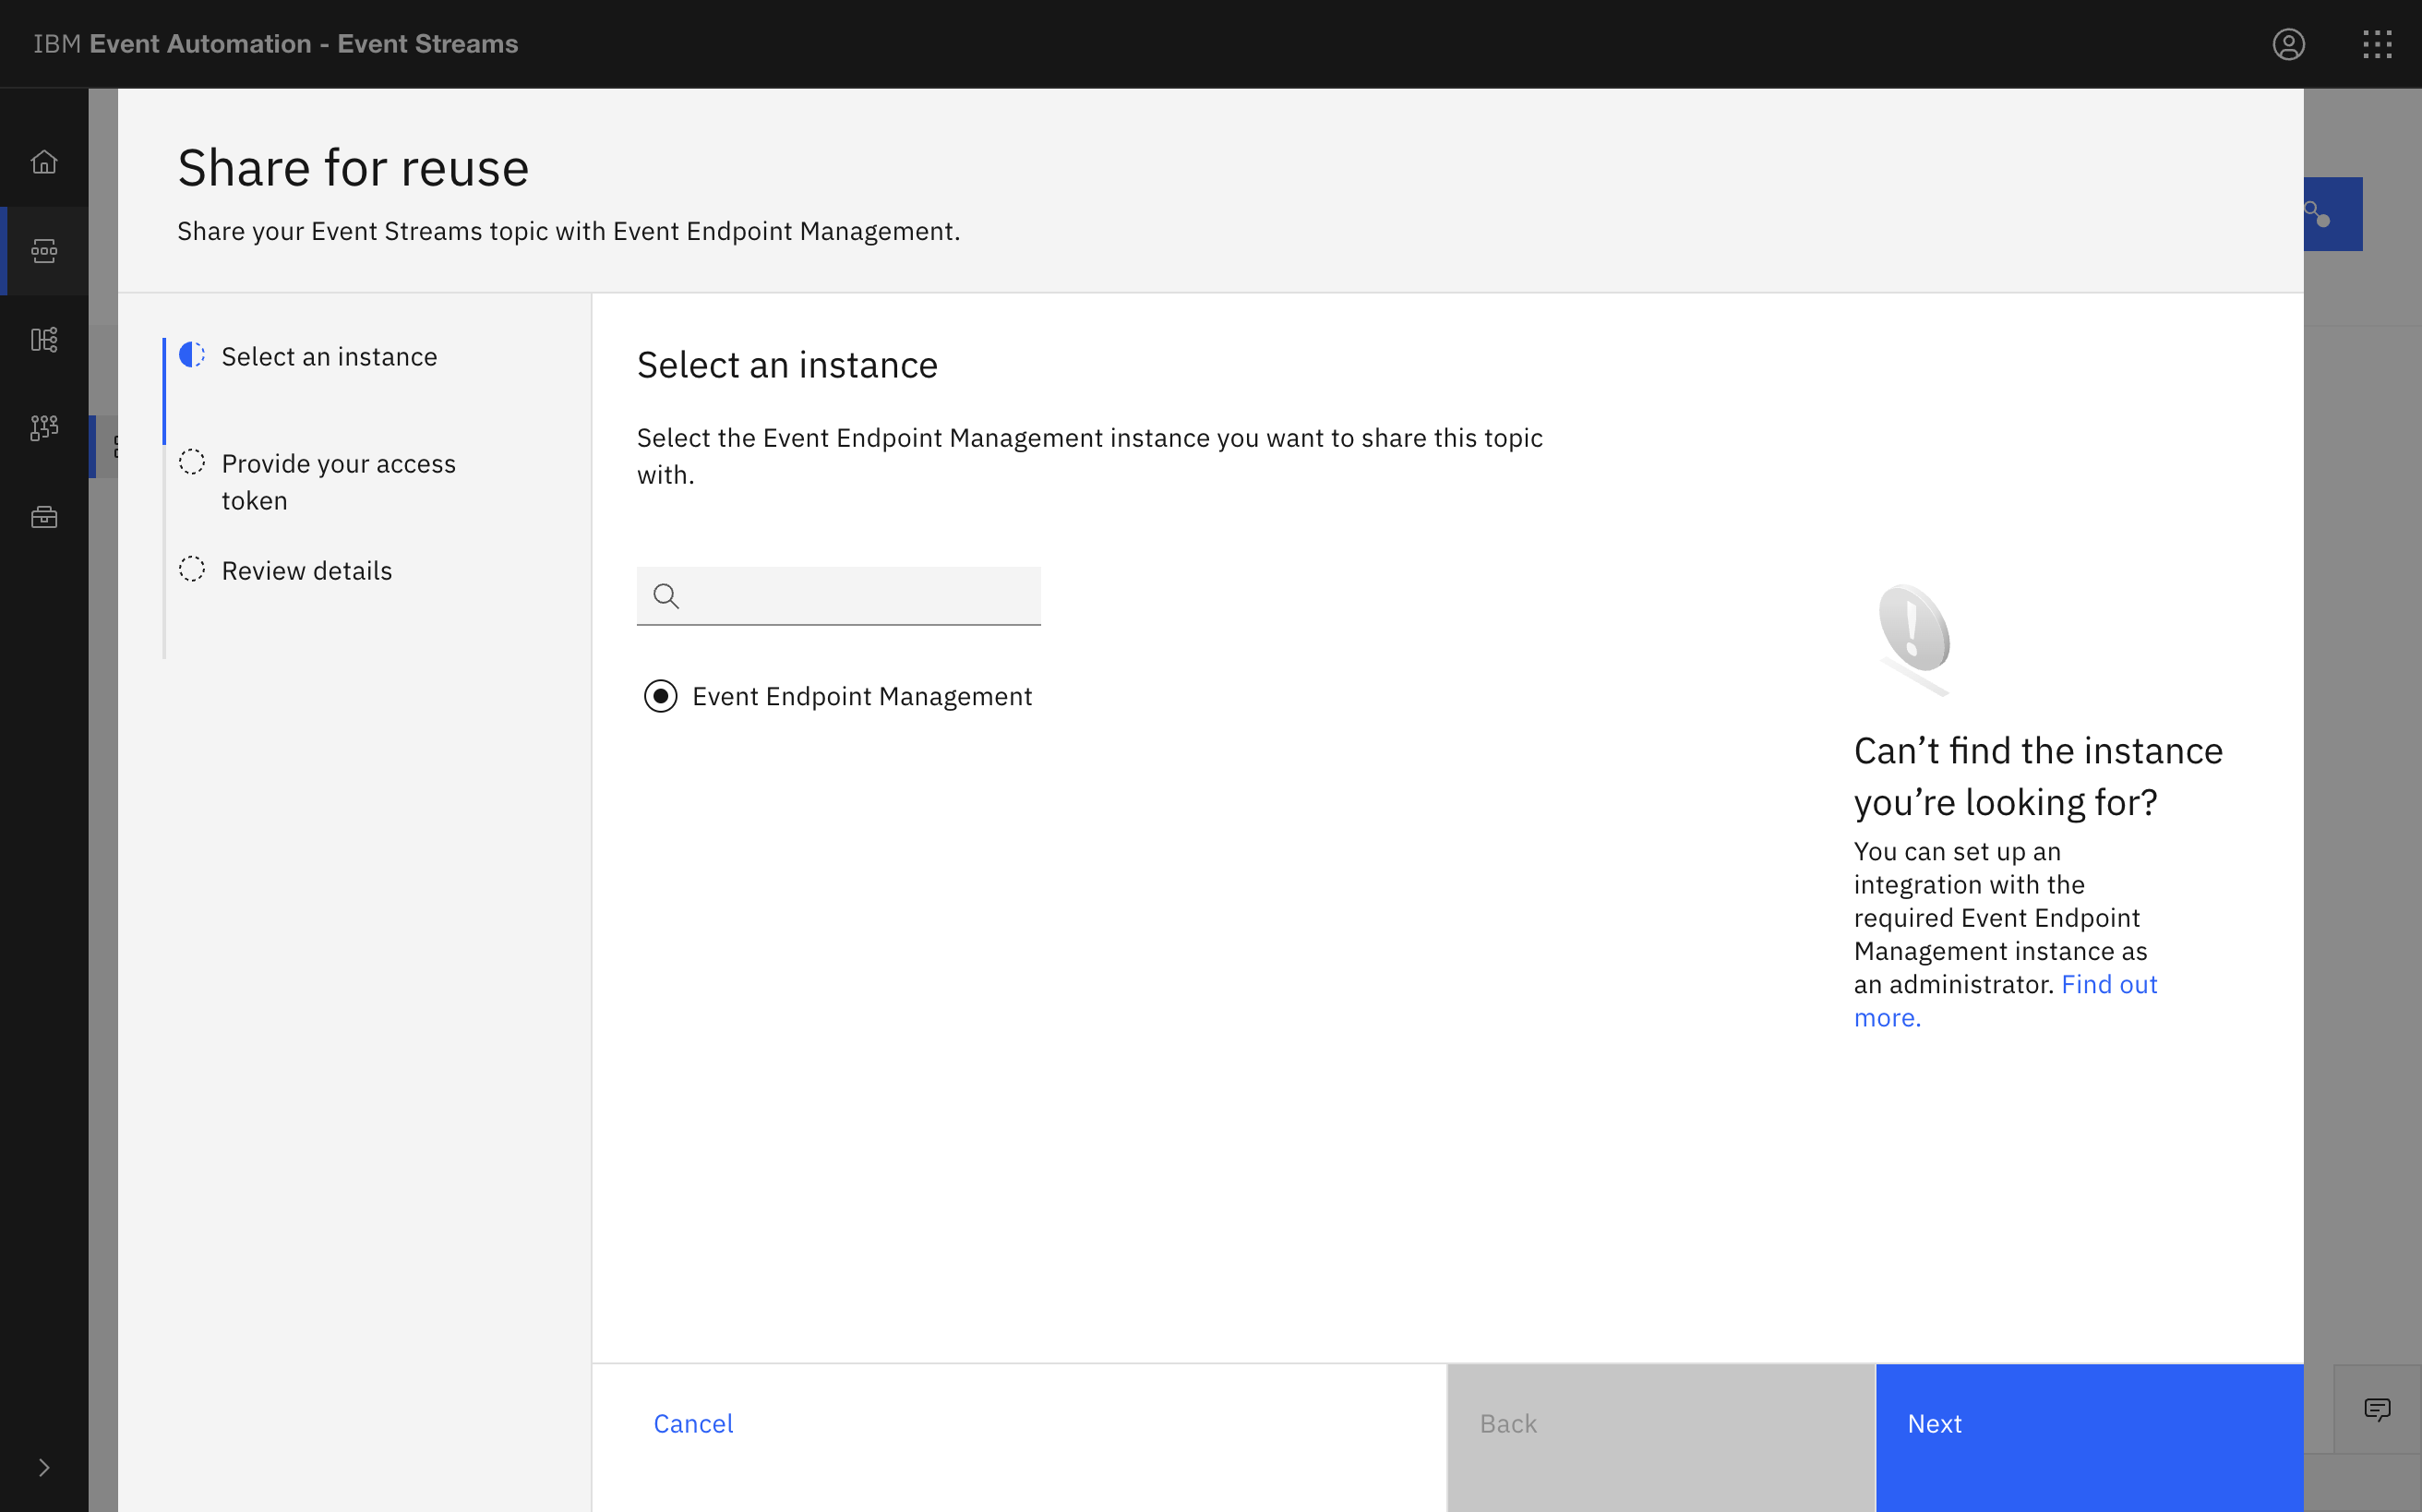 IBM Event Automation - Event Streams
Share for reuse
Share your Event Streams topic with Event Endpoint Management.
Select an instance
Provide your access
token
Review details
Select an instance
Select the Event Endpoint Management instance you want to share this topic
with.
Event Endpoint Management
Can’t find the instance
you’re looking for?
You can set up an
integration with the
required Event Endpoint
Management instance as
an administrator. Find out
more.
Cancel
Back
Next